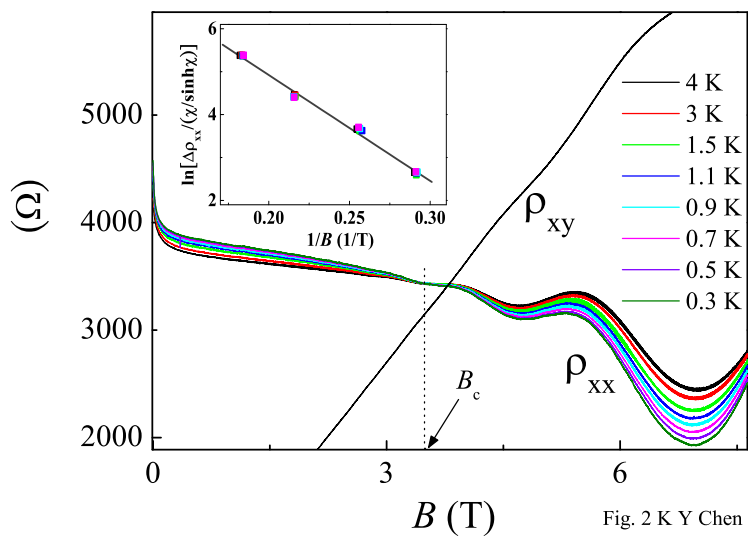 6
4
2
0.20 0.25 0.30
ln[Δρxx/(χ/sinhχ)]
1/B (1/T)
5000
4000
3000
2000
(Ω)
4 K
3 K
1.5 K
1.1 K
0.9 K
0.7 K
0.5 K
0.3 K
ρxy
ρxx
Bc
0 3 6
B (T)
Fig. 2 K Y Chen